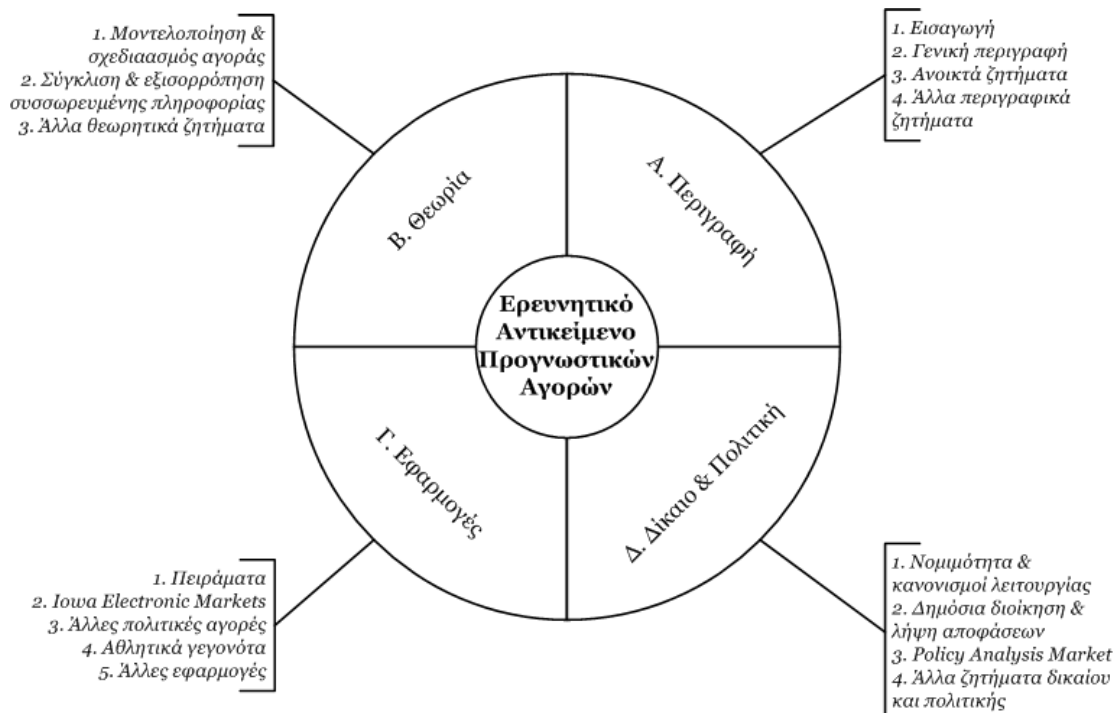 1. Μοντελοποίηση &
σχεδιαασμός αγοράς
2. Σύγκλιση & εξισορρόπηση
συσσωρευμένης πληροφορίας
3. Άλλα θεωρητικά ζητήματα
1. Εισαγωγή
2. Γενική περιγραφή
3. Ανοικτά ζητήματα
4. Άλλα περιγραφικά
ζητήματα
Β. Θεωρία
Α. Περιγραφή
Ερευνητικό
Αντικείμενο
Προγνωστικών
Αγορών
Γ. Εφαρμογές
Δ. Δίκαιο & Πολιτική
1. Πειράματα
2. Iowa Electronic Markets
3. Άλλες πολιτικές αγορές
4. Αθλητικά γεγονότα
5. Άλλες εφαρμογές
1. Νομιμότητα &
κανονισμοί λειτουργίας
2. Δημόσια διοίκηση &
λήψη αποφάσεων
3. Policy Analysis Market
4. Άλλα ζητήματα δικαίου
και πολιτικής